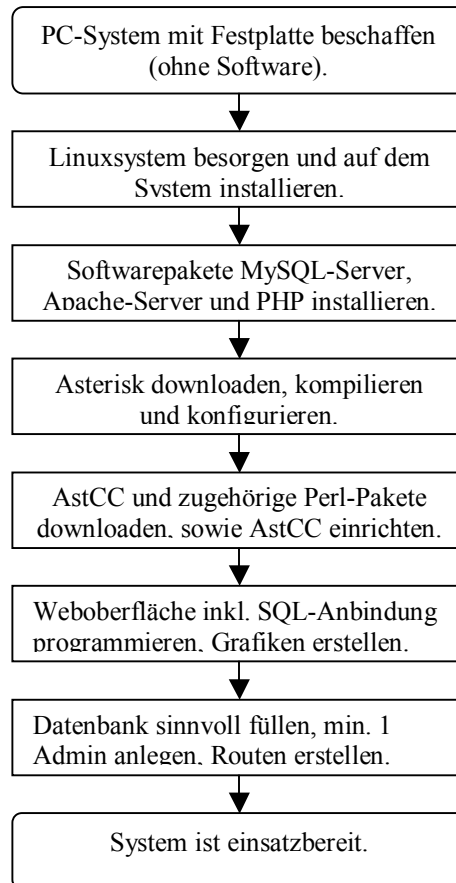 PC-System mit Festplatte beschaffen
(ohne Software).
Linuxsystem besorgen und auf dem
System installieren.
Softwarepakete MySQL-Server,
Apache-Server und PHP installieren.
Asterisk downloaden, kompilieren
und konfigurieren.
AstCC und zugehörige Perl-Pakete
downloaden, sowie AstCC einrichten.
Weboberfläche inkl. SQL-Anbindung
programmieren, Grafiken erstellen.
Datenbank sinnvoll füllen, min. 1
Admin anlegen, Routen erstellen.
System ist einsatzbereit.